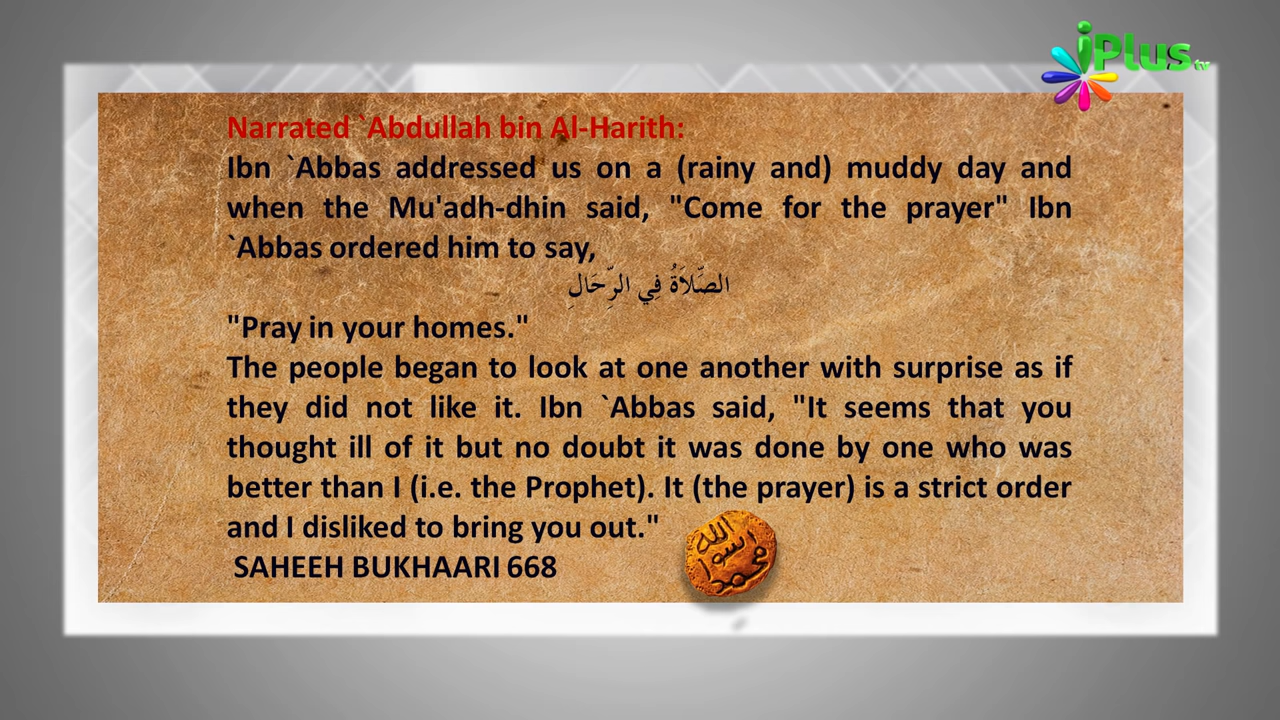 iPlus tv
Narrated `Abdullah bin Al-Harith:
Ibn `Abbas addressed us on a (rainy and) muddy day and
when the Mu'adh-dhin said, "Come for the prayer" Ibn
`Abbas ordered him to say,
الصَّلاَةُ فِي الرِّحَالِ
"Pray in your homes."
The people began to look at one another with surprise as if
they did not like it. Ibn `Abbas said, "It seems that you
thought ill of it but no doubt it was done by one who was
better than I (i.e. the Prophet). It (the prayer) is a strict order
and I disliked to bring you out."
SAHEEH BUKHAARI 668
الله
رسول
محمد